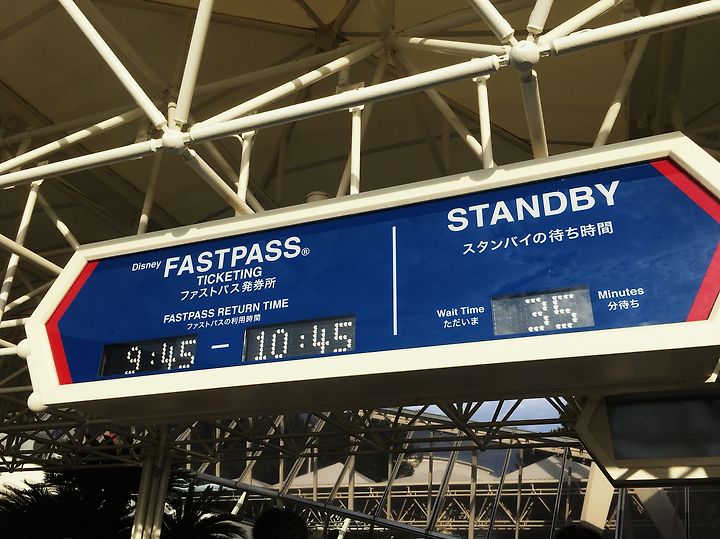 Disney FASTPASS®
TICKETING
ファストパス発券所
FASTPASS RETURN TIME
ファストパスの利用時間
9:45 – 10:45
STANDBY
スタンバイの待ち時間
Wait Time 35 Minutes
ただいま 分待ち